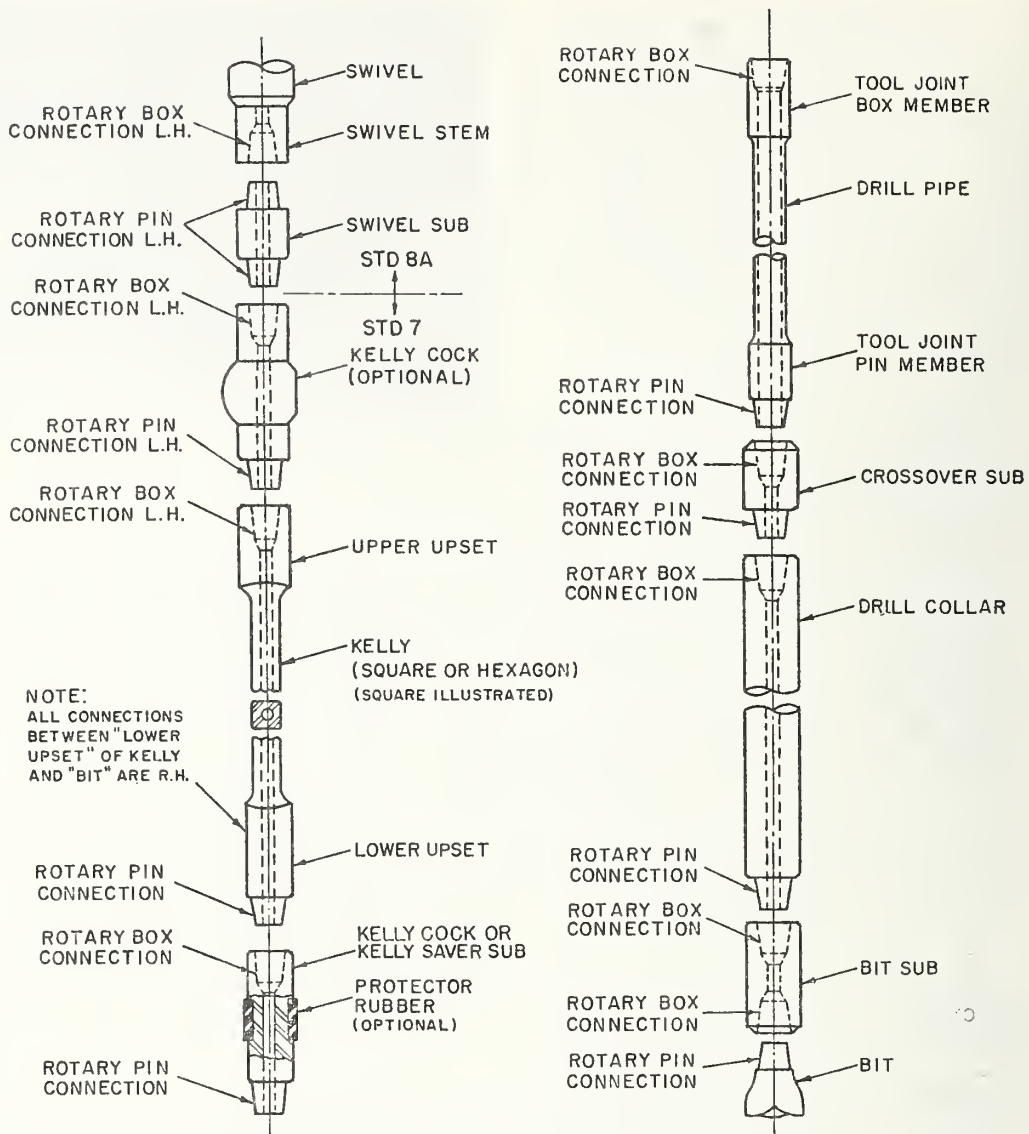 SWIVEL
ROTARY BOX
CONNECTION L.H.
SWIVEL STEM
ROTARY PIN
CONNECTION L.H.
SWIVEL SUB
STD 8A
ROTARY BOX
CONNECTION L.H.
STD 7
KELLY COCK
(OPTIONAL)
ROTARY PIN
CONNECTION L.H.
ROTARY BOX
CONNECTION L.H.
UPPER UPSET
KELLY
(SQUARE OR HEXAGON)
(SQUARE ILLUSTRATED)
NOTE:
ALL CONNECTIONS
BETWEEN "LOWER
UPSET" OF KELLY
AND "BIT" ARE R.H.
LOWER UPSET
ROTARY PIN
CONNECTION
ROTARY BOX
CONNECTION
KELLY COCK OR
KELLY SAVER SUB
PROTECTOR
RUBBER
(OPTIONAL)
ROTARY PIN
CONNECTION
ROTARY BOX
CONNECTION
TOOL JOINT
BOX MEMBER
DRILL PIPE
TOOL JOINT
PIN MEMBER
ROTARY PIN
CONNECTION
ROTARY BOX
CONNECTION
CROSSOVER SUB
ROTARY PIN
CONNECTION
ROTARY BOX
CONNECTION
DRILL COLLAR
ROTARY PIN
CONNECTION
ROTARY BOX
CONNECTION
BIT SUB
ROTARY BOX
CONNECTION
ROTARY PIN
CONNECTION
BIT